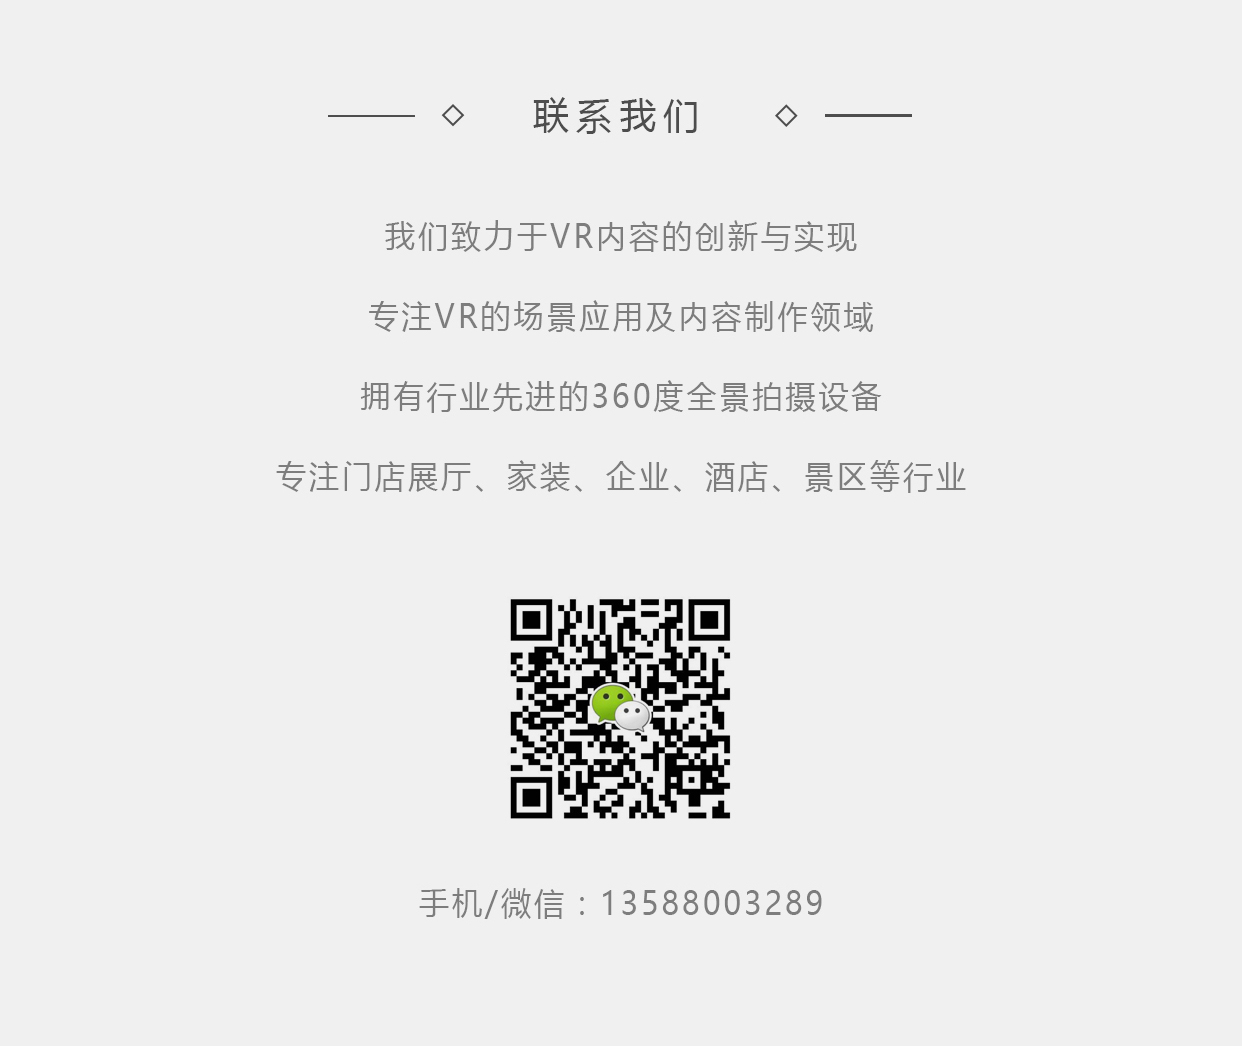 联系我们
我们致力于VR内容的创新与实现
专注VR的场景应用及内容制作领域
拥有行业先进的360度全景拍摄设备
专注门店展厅、家装、企业、酒店、景区等行业
手机/微信：13588003289